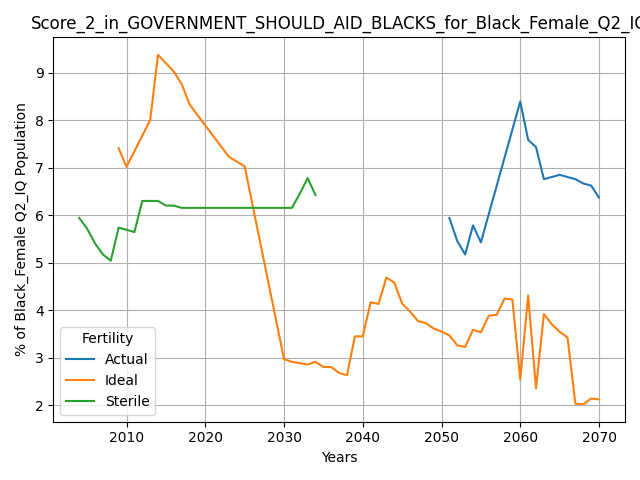 Score_2_in_GOVERNMENT_SHOULD_AID_BLACKS_for_Black_Female_Q2_IQ
% of Black_Female Q2_IQ Population
9
8
7
6
5
4
3
2
Fertility
Actual
Ideal
Sterile
2010 2020 2030 2040 2050 2060 2070
Years